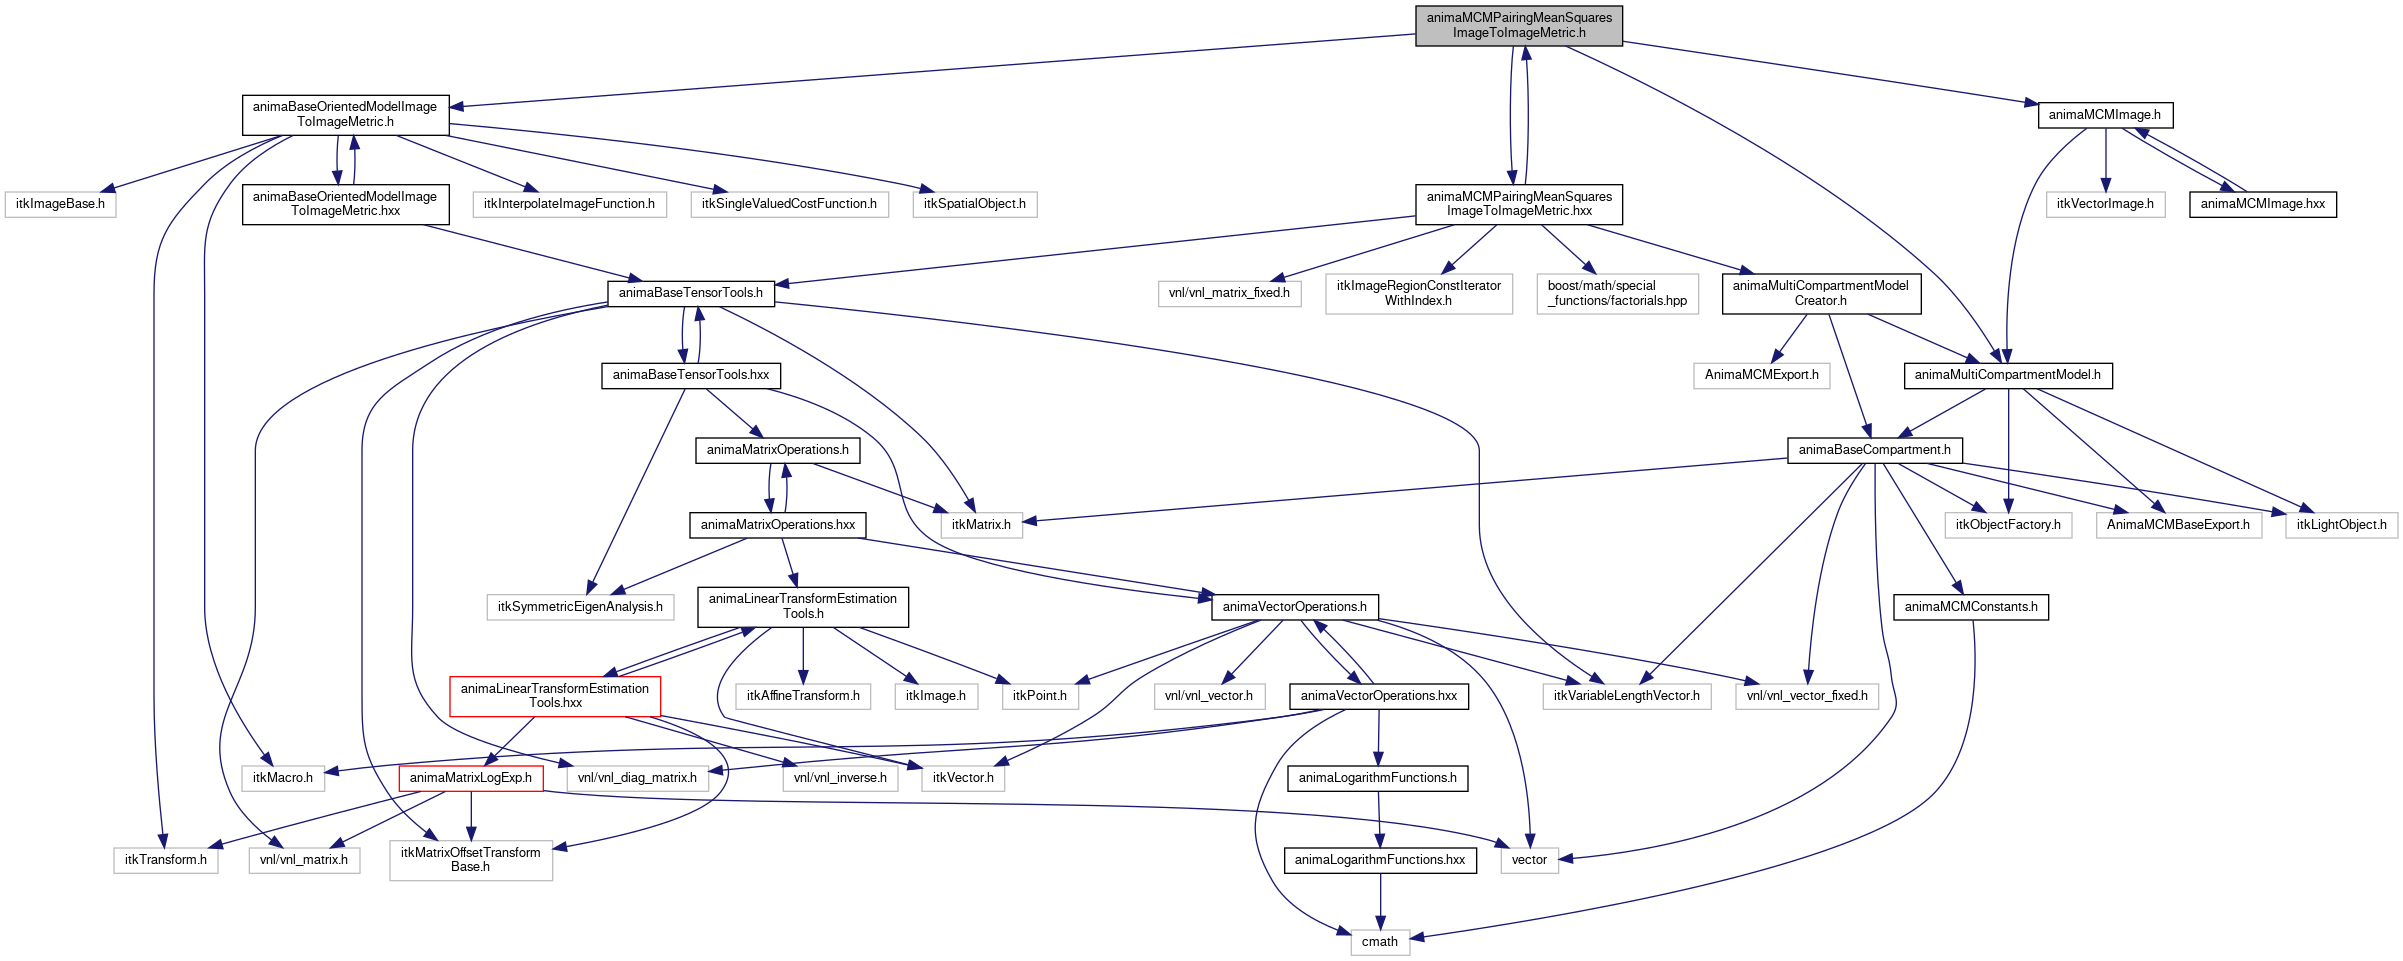 animaMCMPairingMeanSquares
ImageToImageMetric.h
animaBaseOrientedModelImage
ToImageMetric.h
animaMCMImage.h
itkImageBase.h
animaBaseOrientedModelImage
ToImageMetric.hxx
itkInterpolateImageFunction.h
itkSingleValuedCostFunction.h
itkSpatialObject.h
animaMCMPairingMeanSquares
ImageToImageMetric.hxx
itkVectorImage.h
animaMCMImage.hxx
animaBaseTensorTools.h
vnl/vnl_matrix_fixed.h
itkImageRegionConstIterator
WithIndex.h
boost/math/special
_functions/factorials.hpp
animaMultiCompartmentModel
Creator.h
animaBaseTensorTools.hxx
AnimaMCMExport.h
animaMultiCompartmentModel.h
animaMatrixOperations.h
animaBaseCompartment.h
animaMatrixOperations.hxx
itkMatrix.h
itkObjectFactory.h
AnimaMCMBaseExport.h
itkLightObject.h
itkSymmetricEigenAnalysis.h
animaLinearTransformEstimation
Tools.h
animaVectorOperations.h
animaMCMConstants.h
animaLinearTransformEstimation
Tools.hxx
itkAffineTransform.h
itkImage.h
itkPoint.h
vnl/vnl_vector.h
animaVectorOperations.hxx
itkVariableLengthVector.h
vnl/vnl_vector_fixed.h
itkMacro.h
animaMatrixLogExp.h
vnl/vnl_diag_matrix.h
vnl/vnl_inverse.h
itkVector.h
animaLogarithmFunctions.h
itkTransform.h
vnl/vnl_matrix.h
itkMatrixOffsetTransform
Base.h
animaLogarithmFunctions.hxx
vector
cmath